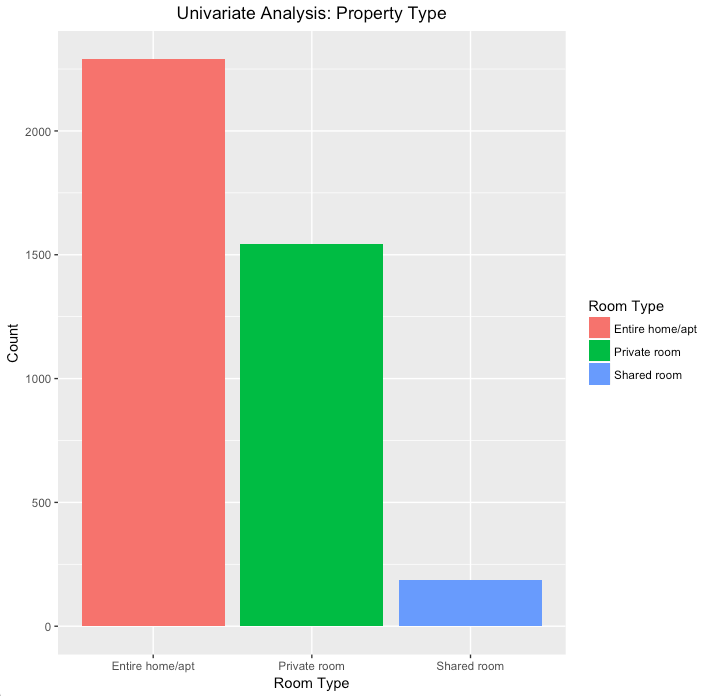 Univariate Analysis: Property Type
2000
1500
1000
500
0
Count
Entire home/apt
Private room
Shared room
Room Type
Room Type
Entire home/apt
Private room
Shared room